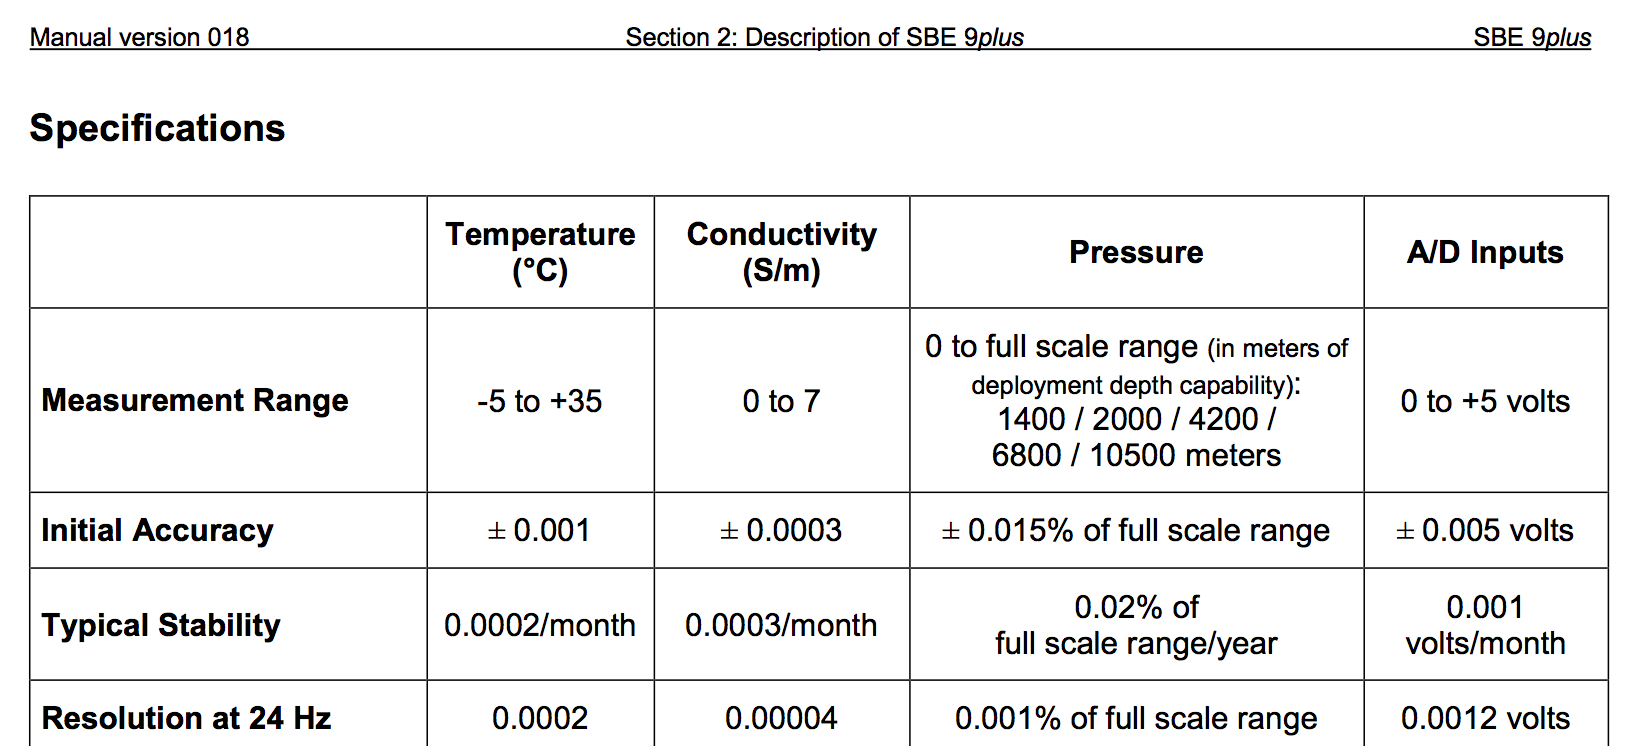 Manual version 018 Section 2: Description of SBE 9plus SBE 9plus
Specifications
Temperature (°C) Conductivity (S/m) Pressure A/D Inputs
Measurement Range -5 to +35 0 to 7 0 to full scale range (in meters of deployment depth capability): 1400 / 2000 / 4200 / 6800 / 10500 meters 0 to +5 volts
Initial Accuracy ± 0.001 ± 0.0003 ± 0.015% of full scale range ± 0.005 volts
Typical Stability 0.0002/month 0.0003/month 0.02% of full scale range/year 0.001 volts/month
Resolution at 24 Hz 0.0002 0.00004 0.001% of full scale range 0.0012 volts